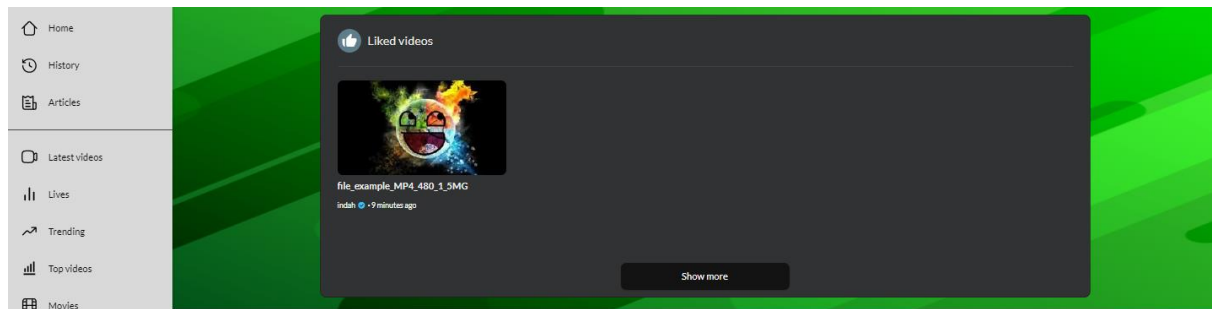 Home
History
Articles
Latest videos
Lives
Trending
Top videos
Movies
Liked videos
file_example_MP4_480_1_5MG
indah • 9 minutes ago
Show more